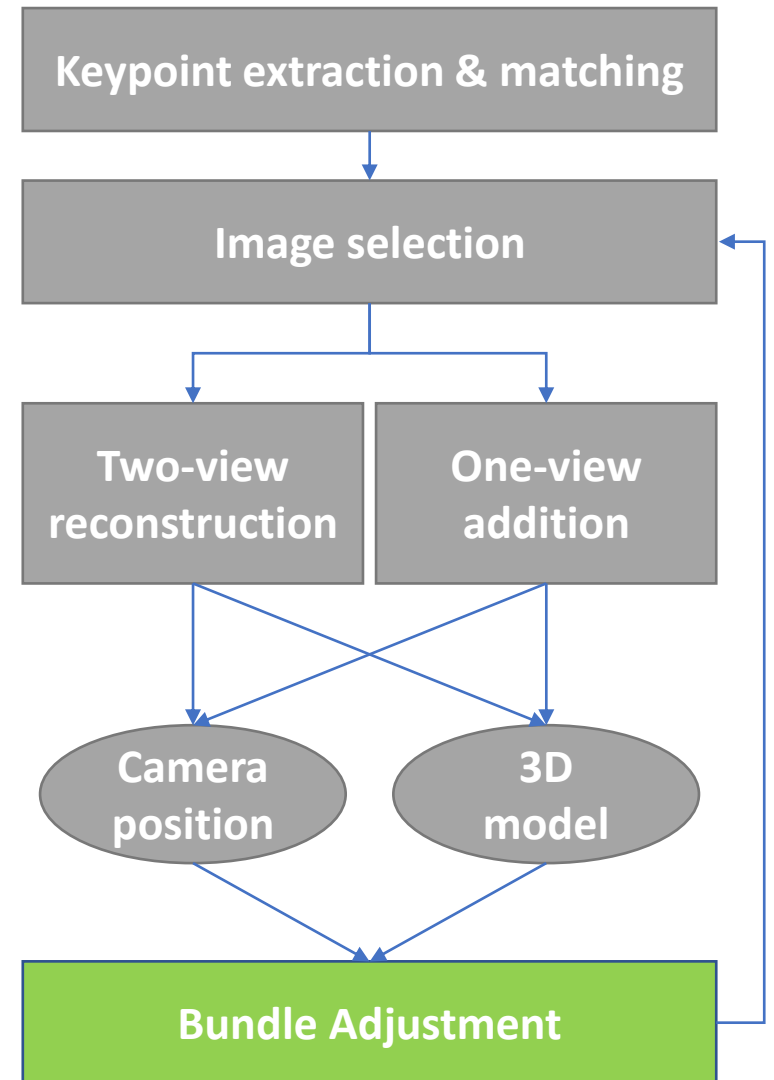 Keypoint extraction & matching
Image selection
Two-view
reconstruction
One-view
addition
Camera
position
3D
model
Bundle Adjustment